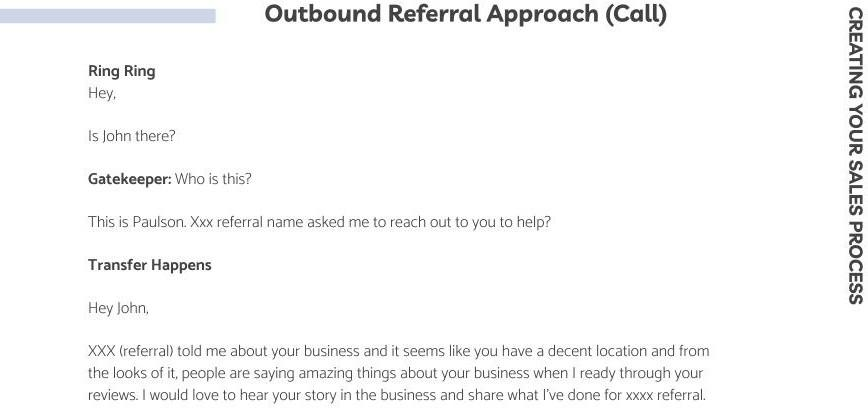 Outbound Referral Approach (Call)
CREATING YOUR SALES PROCESS
Ring Ring
Hey,
Is John there?
Gatekeeper: Who is this?
This is Paulson. Xxx referral name asked me to reach out to you to help?
Transfer Happens
Hey John,
XXX (referral) told me about your business and it seems like you have a decent location and from
the looks of it, people are saying amazing things about your business when I ready through your
reviews. I would love to hear your story in the business and share what I've done for xxxx referral.